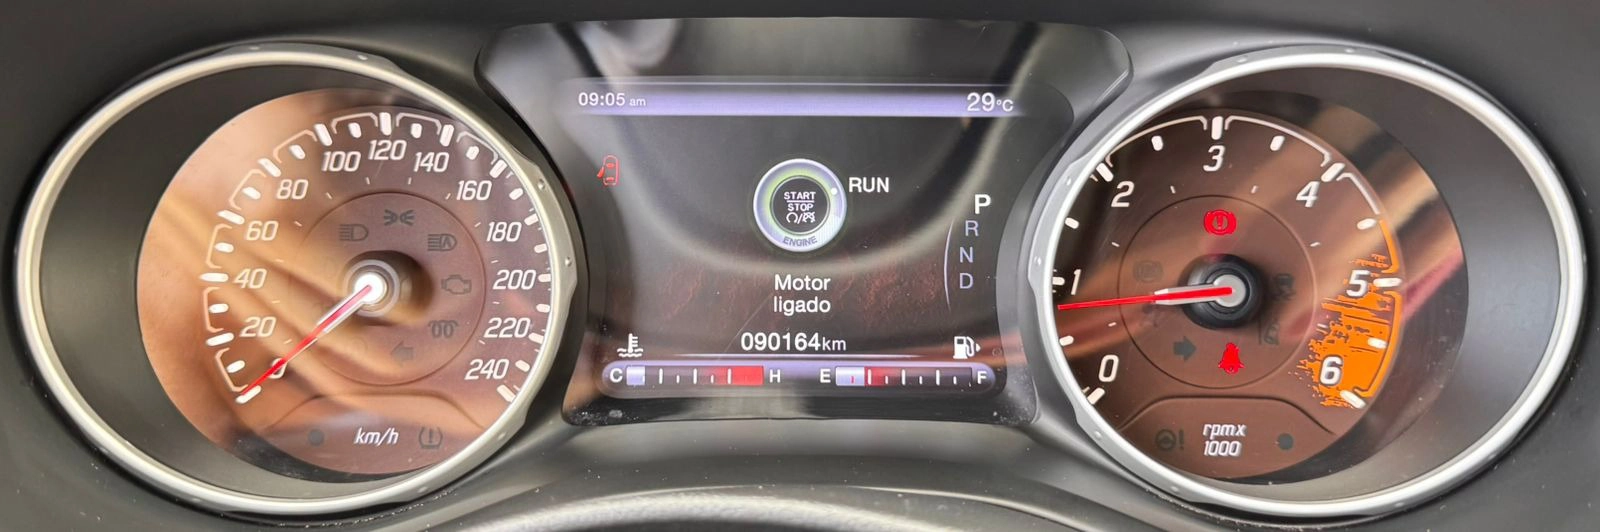 09:05 am
29°C
0
20
40
60
80
100
120
140
160
180
200
220
240
km/h
START
STOP
ENGINE
RUN
Motor
ligado
P
R
N
D
090164km
C H
E F
0
1
2
3
4
5
6
rpm x
1000